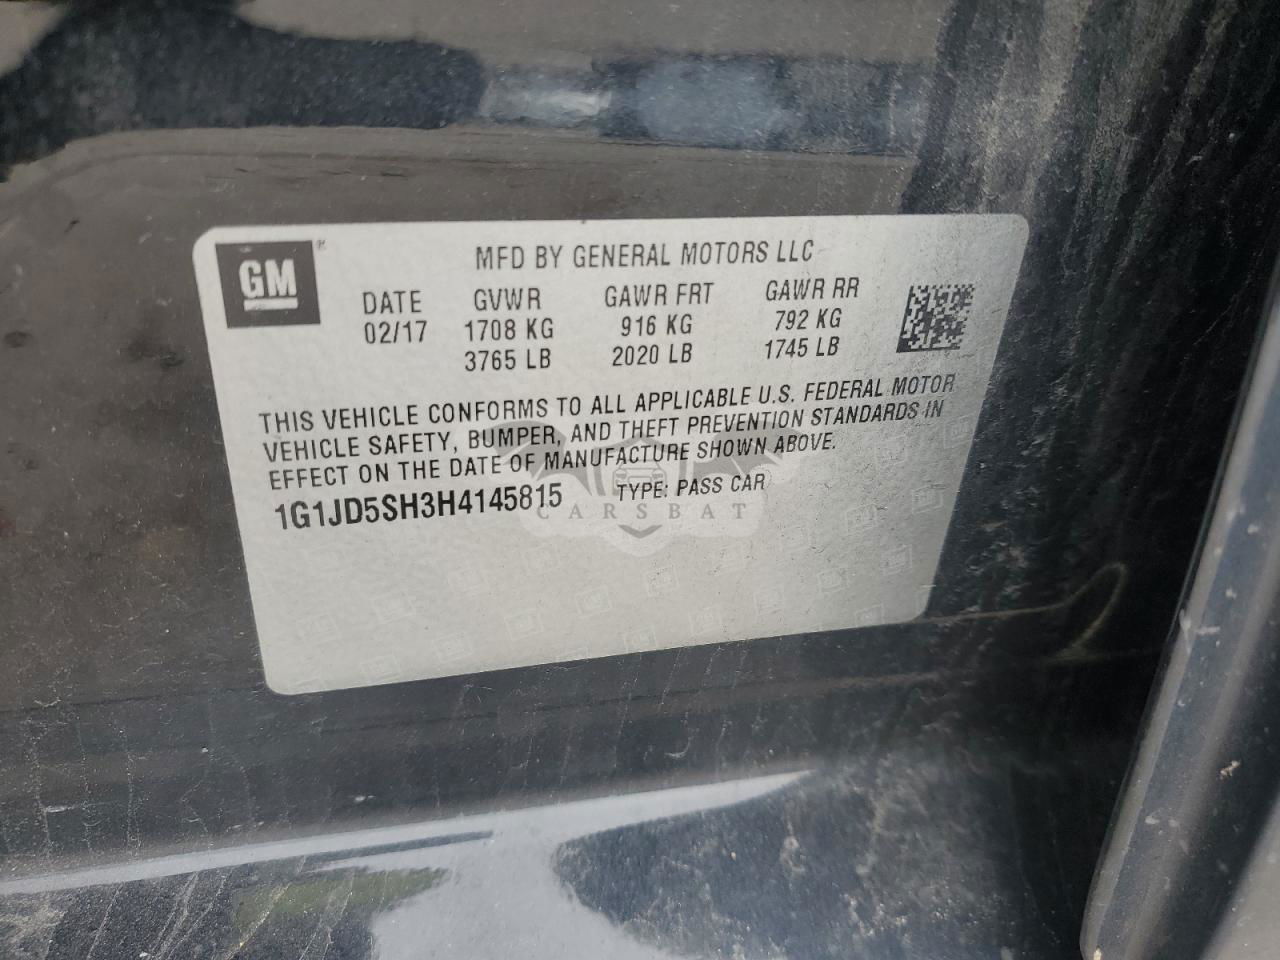 GM ®
MFD BY GENERAL MOTORS LLC
DATE GVWR GAWR FRT GAWR RR
02/17 1708 KG 916 KG 792 KG
3765 LB 2020 LB 1745 LB
THIS VEHICLE CONFORMS TO ALL APPLICABLE U.S. FEDERAL MOTOR
VEHICLE SAFETY, BUMPER, AND THEFT PREVENTION STANDARDS IN
EFFECT ON THE DATE OF MANUFACTURE SHOWN ABOVE.
1G1JD5SH3H4145815 TYPE: PASS CAR
CARSBAT